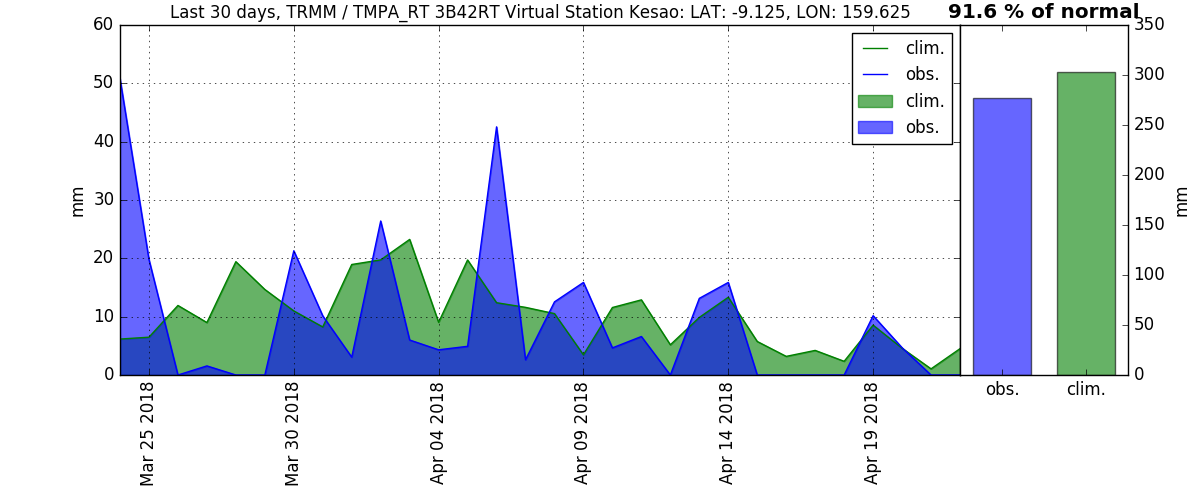 Last 30 days, TRMM / TMPA_RT 3B42RT Virtual Station Kesao: LAT: -9.125, LON: 159.625
91.6 % of normal
60
50
40
30
20
10
0
mm
clim.
obs.
clim.
obs.
350
300
250
200
150
100
50
0
mm
obs.
clim.
Mar 25 2018
Mar 30 2018
Apr 04 2018
Apr 09 2018
Apr 14 2018
Apr 19 2018